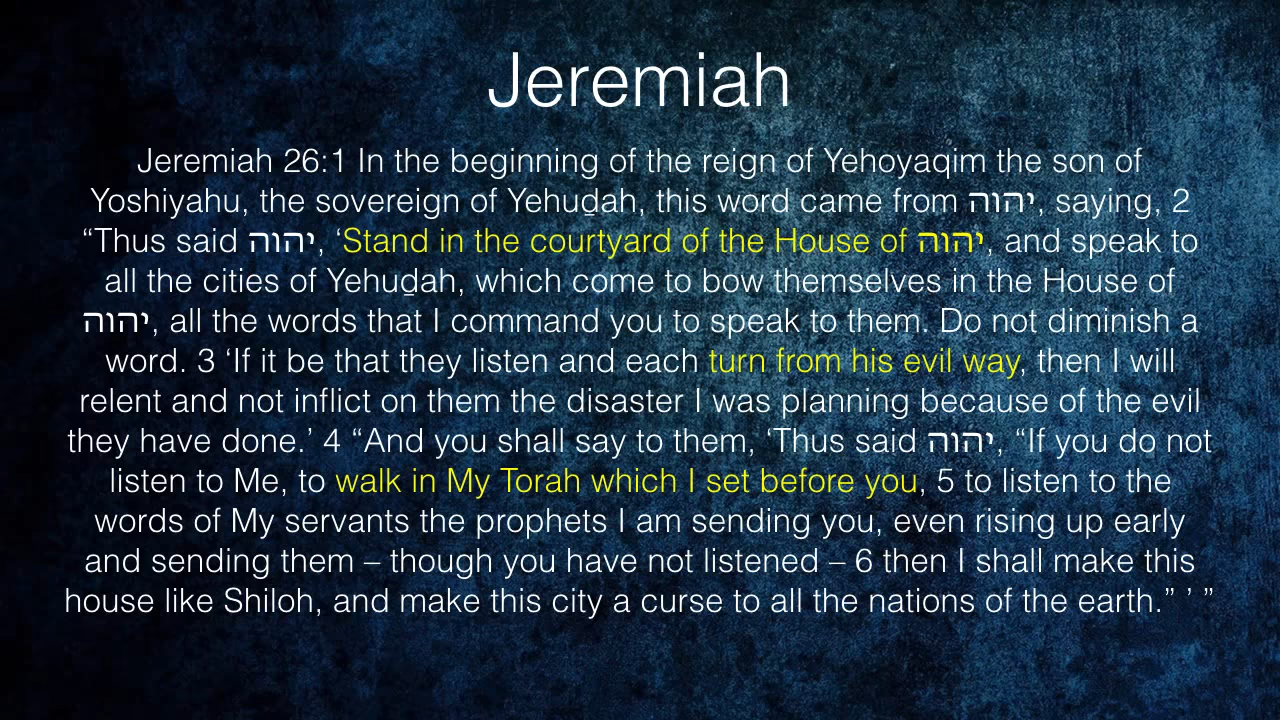 Jeremiah
Jeremiah 26:1 In the beginning of the reign of Yehoyaqim the son of
Yoshiyahu, the sovereign of Yehuḏah, this word came from יהוה, saying, 2
“Thus said יהוה, ‘Stand in the courtyard of the House of יהוה, and speak to
all the cities of Yehuḏah, which come to bow themselves in the House of
יהוה, all the words that I command you to speak to them. Do not diminish a
word. 3 ‘If it be that they listen and each turn from his evil way, then I will
relent and not inflict on them the disaster I was planning because of the evil
they have done.’ 4 “And you shall say to them, ‘Thus said יהוה, “If you do not
listen to Me, to walk in My Torah which I set before you, 5 to listen to the
words of My servants the prophets I am sending you, even rising up early
and sending them – though you have not listened – 6 then I shall make this
house like Shiloh, and make this city a curse to all the nations of the earth.” ’ ”